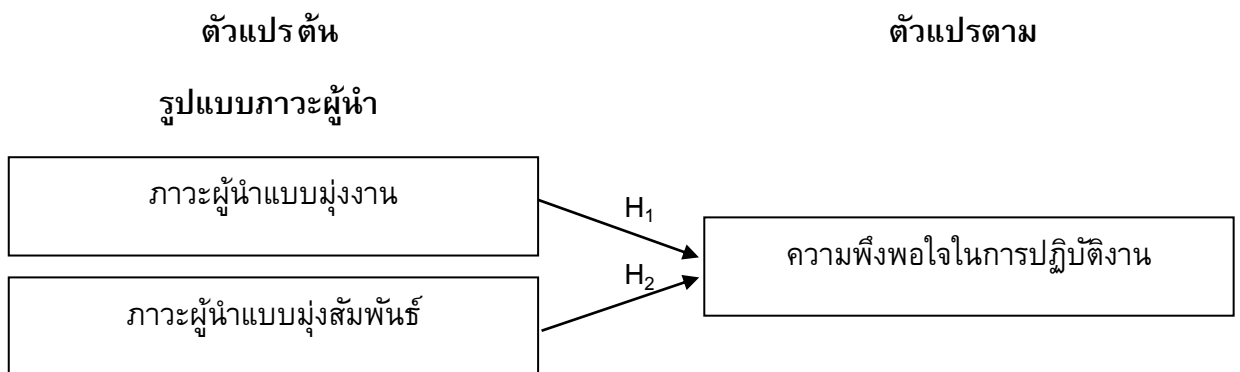 ตัวแปรต้น
ตัวแปรตาม
รูปแบบภาวะผู้นำ
ภาวะผู้นำแบบมุ่งงาน
H₁
ความพึงพอใจในการปฏิบัติงาน
H₂
ภาวะผู้นำแบบมุ่งสัมพันธ์